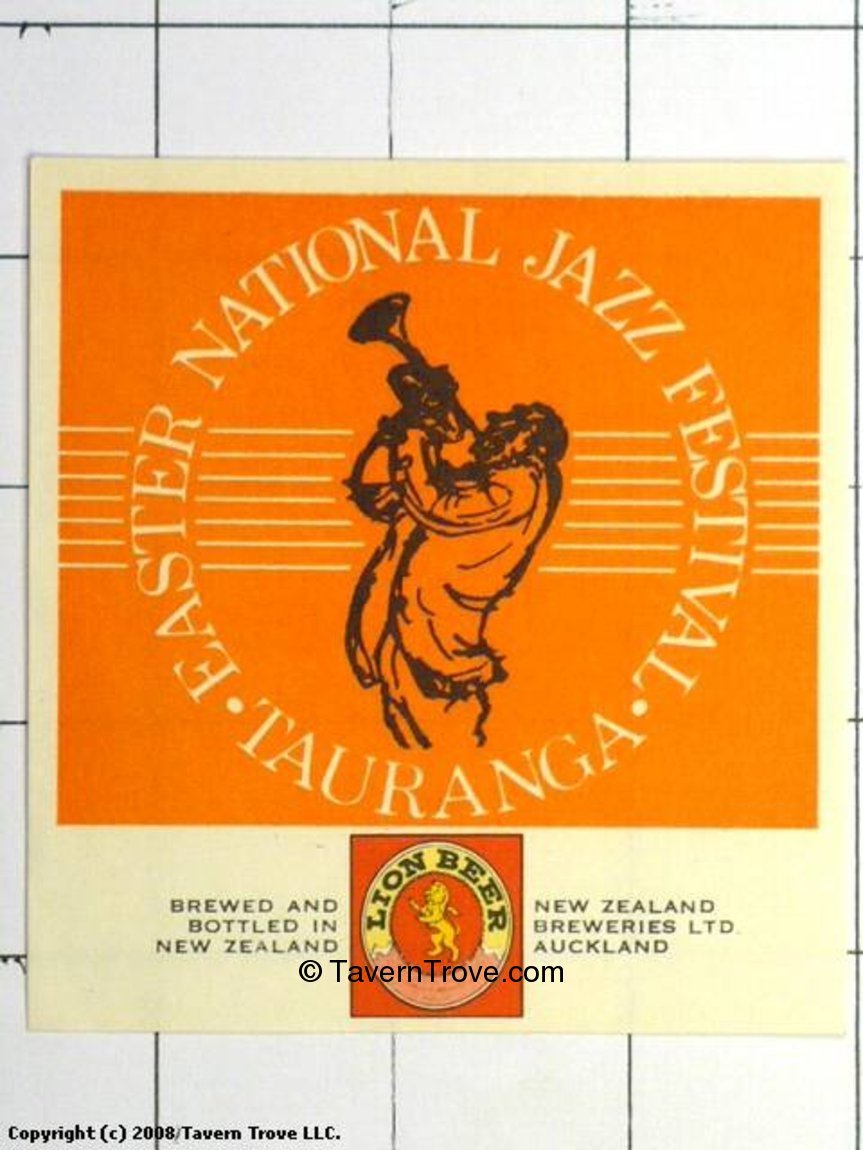 EASTER NATIONAL JAZZ FESTIVAL •
TAURANGA •
LION BEER
BREWED AND
BOTTLED IN
NEW ZEALAND
NEW ZEALAND
BREWERIES LTD.
AUCKLAND
© TavernTrove.com
Copyright (c) 2008/Tavern Trove LLC.